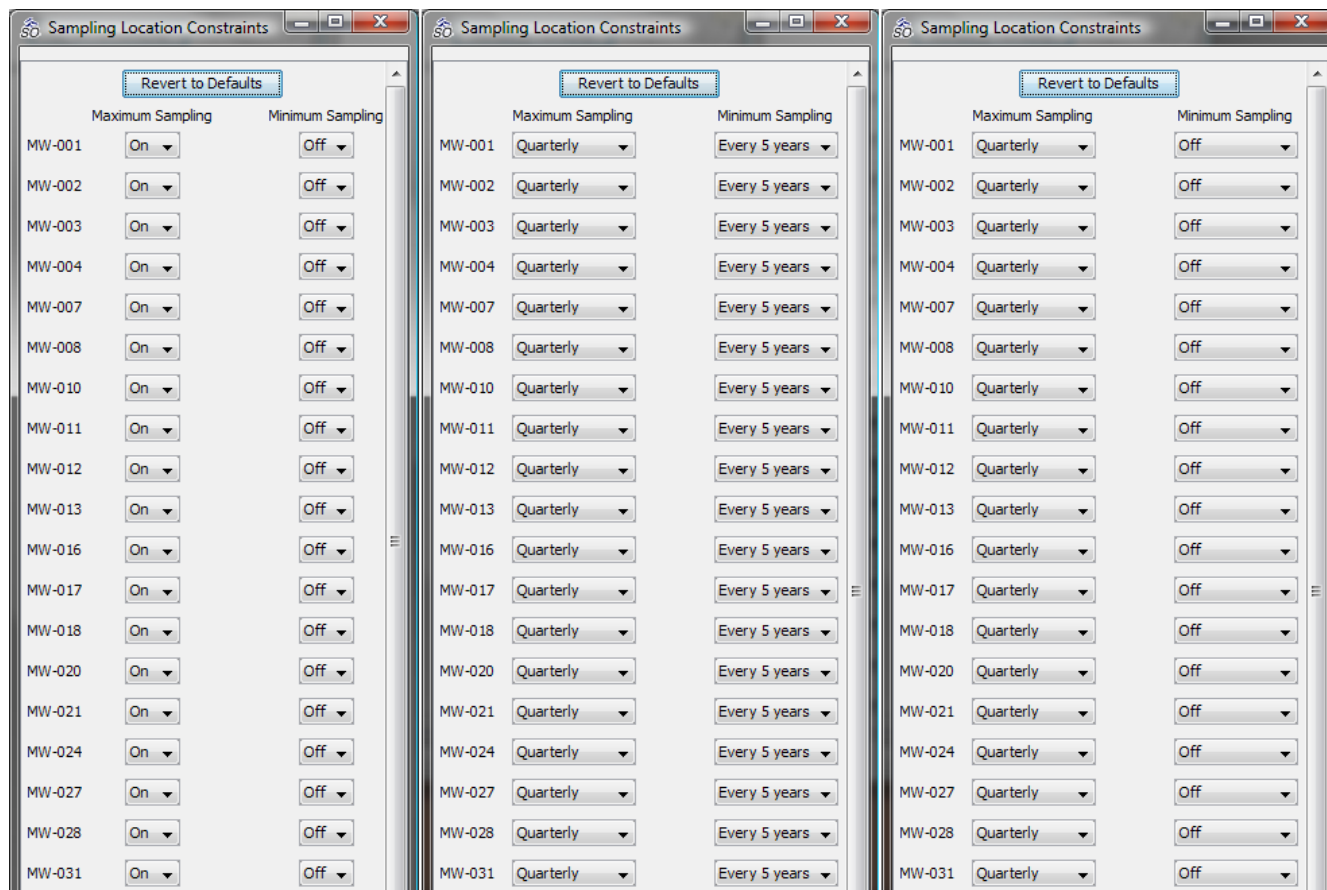 Sampling Location Constraints
Revert to Defaults
Maximum Sampling Minimum Sampling
MW-001 On Off
MW-002 On Off
MW-003 On Off
MW-004 On Off
MW-007 On Off
MW-008 On Off
MW-010 On Off
MW-011 On Off
MW-012 On Off
MW-013 On Off
MW-016 On Off
MW-017 On Off
MW-018 On Off
MW-020 On Off
MW-021 On Off
MW-024 On Off
MW-027 On Off
MW-028 On Off
MW-031 On Off
Sampling Location Constraints
Revert to Defaults
Maximum Sampling Minimum Sampling
MW-001 Quarterly Every 5 years
MW-002 Quarterly Every 5 years
MW-003 Quarterly Every 5 years
MW-004 Quarterly Every 5 years
MW-007 Quarterly Every 5 years
MW-008 Quarterly Every 5 years
MW-010 Quarterly Every 5 years
MW-011 Quarterly Every 5 years
MW-012 Quarterly Every 5 years
MW-013 Quarterly Every 5 years
MW-016 Quarterly Every 5 years
MW-017 Quarterly Every 5 years
MW-018 Quarterly Every 5 years
MW-020 Quarterly Every 5 years
MW-021 Quarterly Every 5 years
MW-024 Quarterly Every 5 years
MW-027 Quarterly Every 5 years
MW-028 Quarterly Every 5 years
MW-031 Quarterly Every 5 years
Sampling Location Constraints
Revert to Defaults
Maximum Sampling Minimum Sampling
MW-001 Quarterly Off
MW-002 Quarterly Off
MW-003 Quarterly Off
MW-004 Quarterly Off
MW-007 Quarterly Off
MW-008 Quarterly Off
MW-010 Quarterly Off
MW-011 Quarterly Off
MW-012 Quarterly Off
MW-013 Quarterly Off
MW-016 Quarterly Off
MW-017 Quarterly Off
MW-018 Quarterly Off
MW-020 Quarterly Off
MW-021 Quarterly Off
MW-024 Quarterly Off
MW-027 Quarterly Off
MW-028 Quarterly Off
MW-031 Quarterly Off